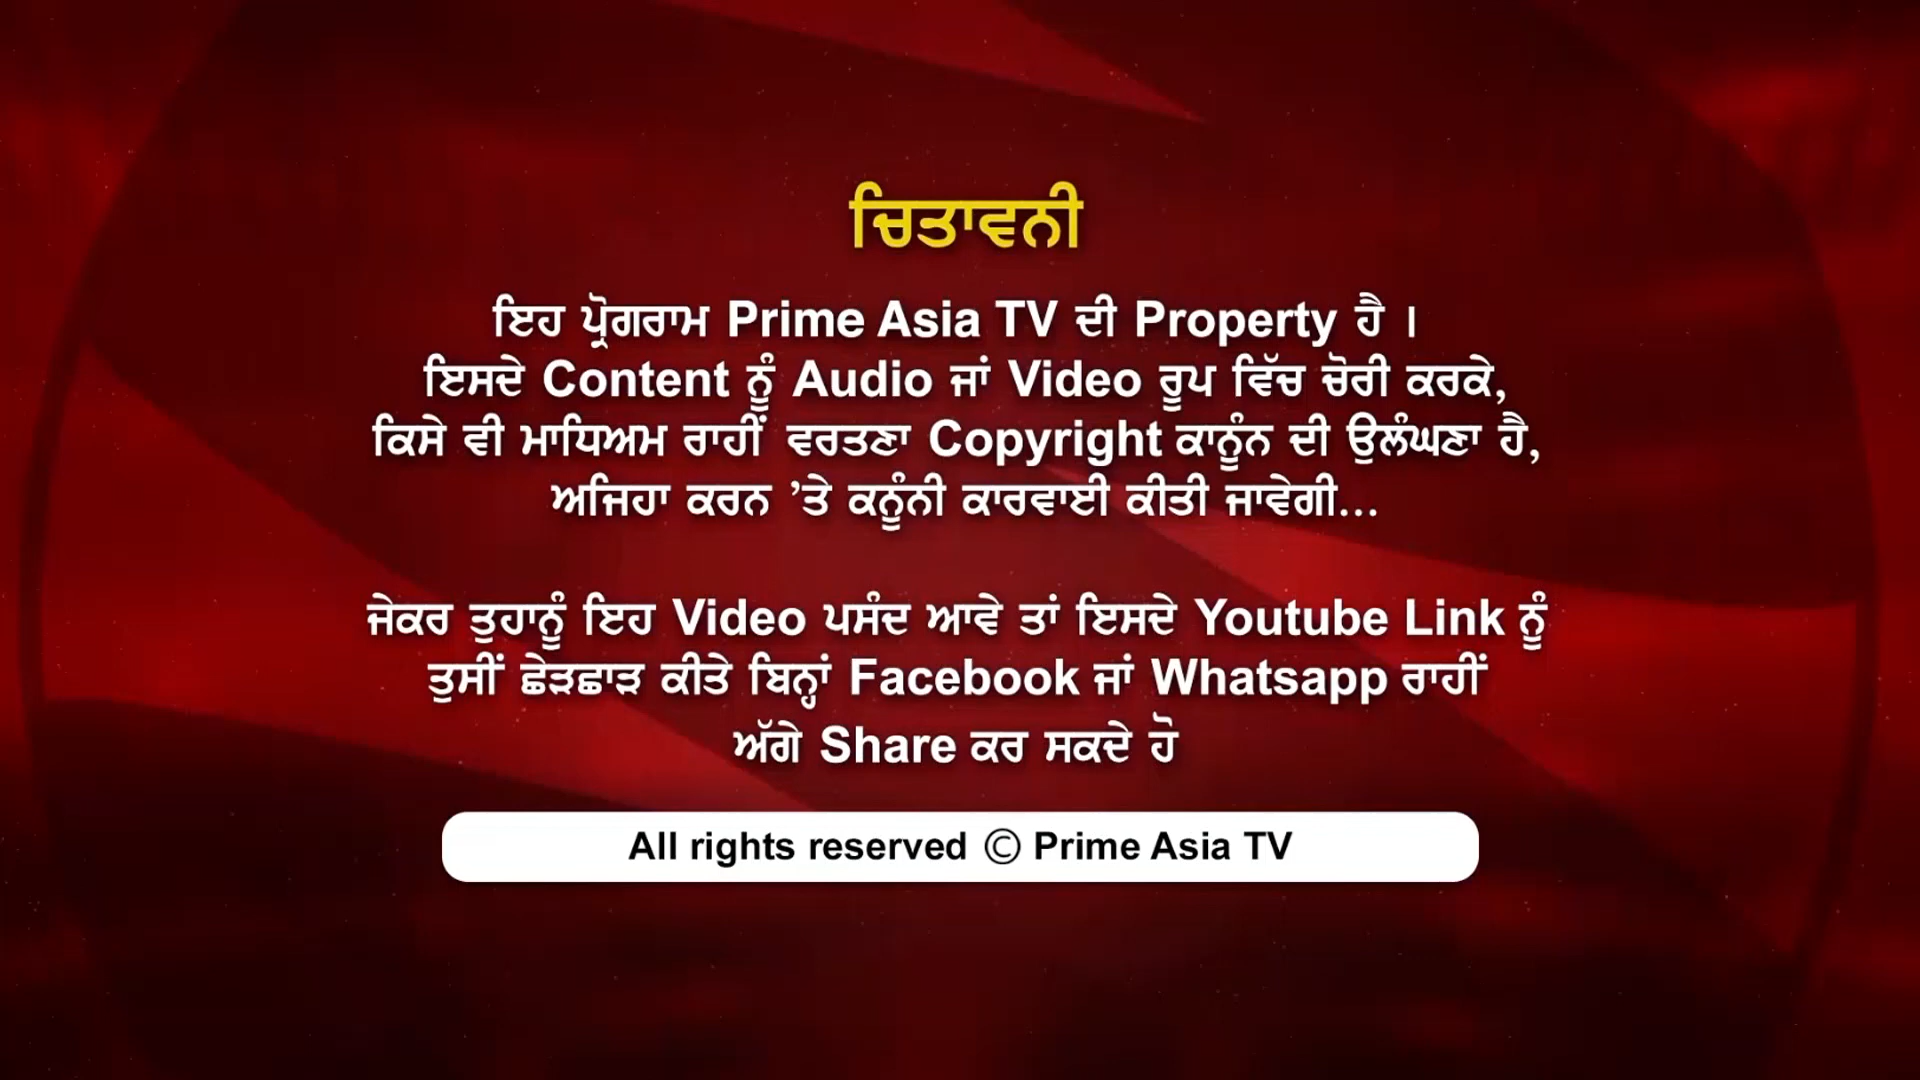 ਚਿਤਾਵਨੀ
ਇਹ ਪ੍ਰੋਗਰਾਮ Prime Asia TV ਦੀ Property ਹੈ ।
ਇਸਦੇ Content ਨੂੰ Audio ਜਾਂ Video ਰੂਪ ਵਿੱਚ ਚੋਰੀ ਕਰਕੇ,
ਕਿਸੇ ਵੀ ਮਾਧਿਅਮ ਰਾਹੀਂ ਵਰਤਣਾ Copyright ਕਾਨੂੰਨ ਦੀ ਉਲੰਘਣਾ ਹੈ,
ਅਜਿਹਾ ਕਰਨ ’ਤੇ ਕਨੂੰਨੀ ਕਾਰਵਾਈ ਕੀਤੀ ਜਾਵੇਗੀ...
ਜੇਕਰ ਤੁਹਾਨੂੰ ਇਹ Video ਪਸੰਦ ਆਵੇ ਤਾਂ ਇਸਦੇ Youtube Link ਨੂੰ
ਤੁਸੀਂ ਛੇੜਛਾੜ ਕੀਤੇ ਬਿਨ੍ਹਾਂ Facebook ਜਾਂ Whatsapp ਰਾਹੀਂ
ਅੱਗੇ Share ਕਰ ਸਕਦੇ ਹੋ
All rights reserved © Prime Asia TV